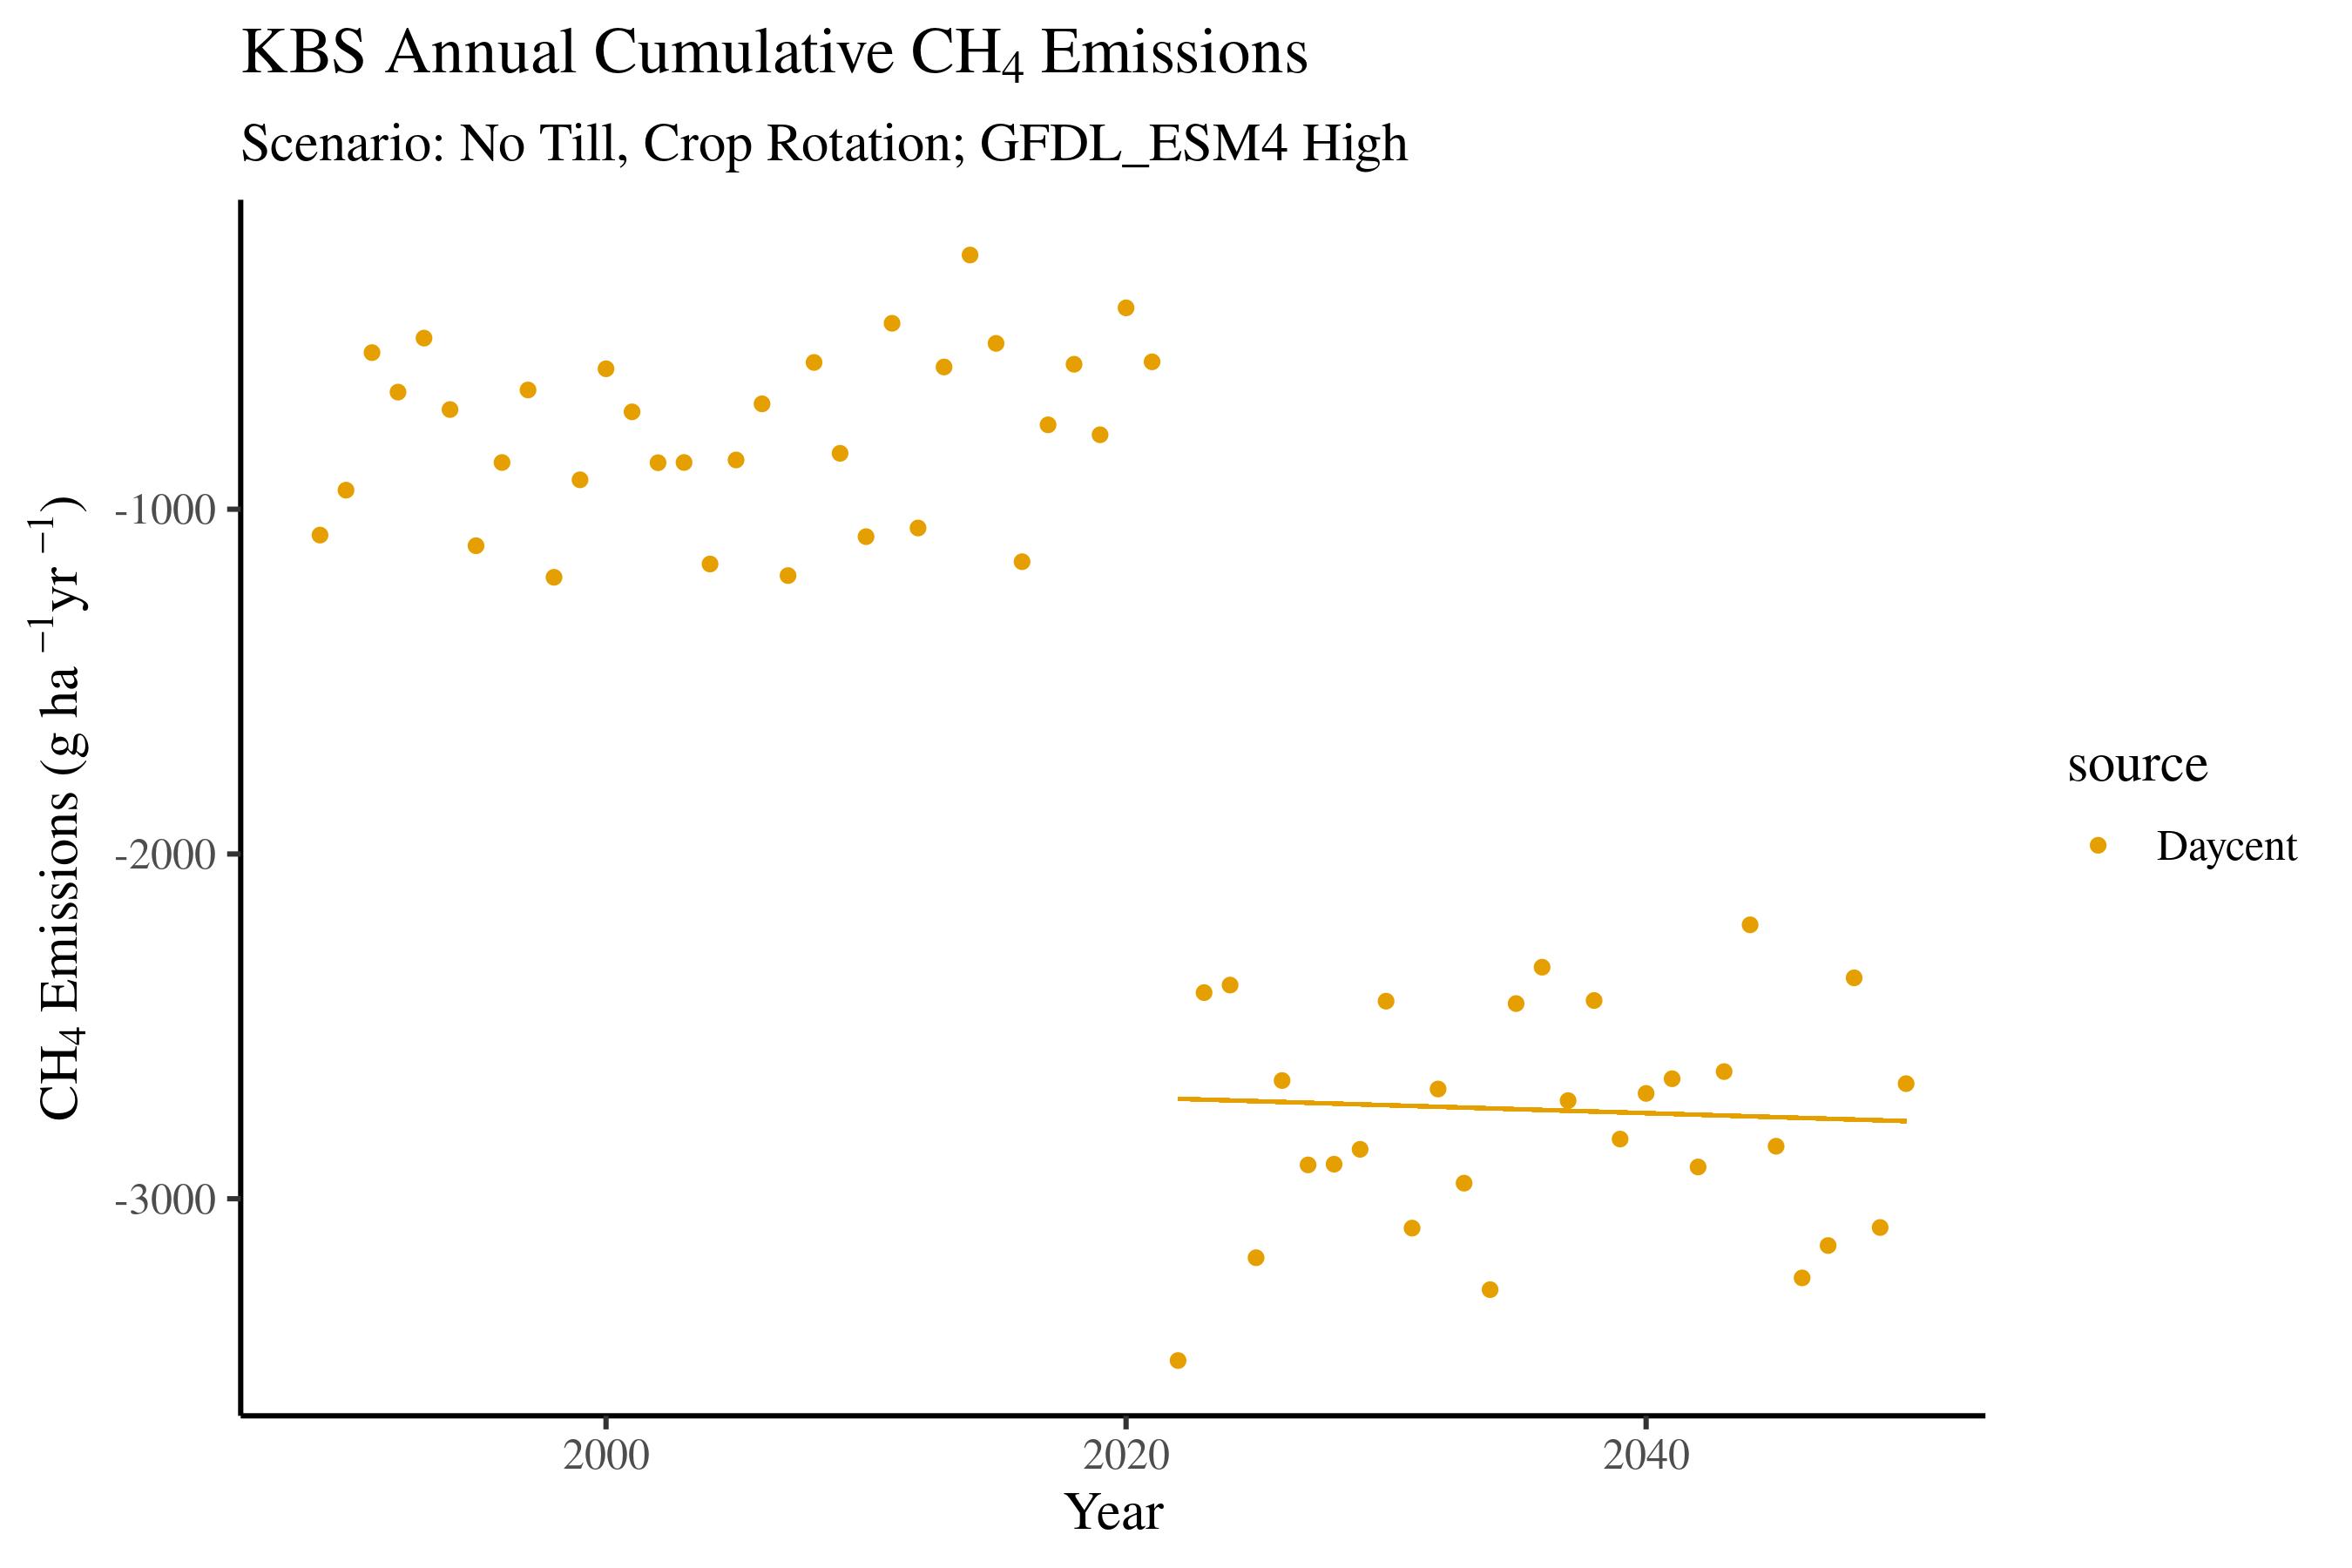 KBS Annual Cumulative CH₄ Emissions
Scenario: No Till, Crop Rotation; GFDL_ESM4 High
CH₄ Emissions (g ha⁻¹yr⁻¹)
-1000
-2000
-3000
2000
2020
2040
Year
source
Daycent